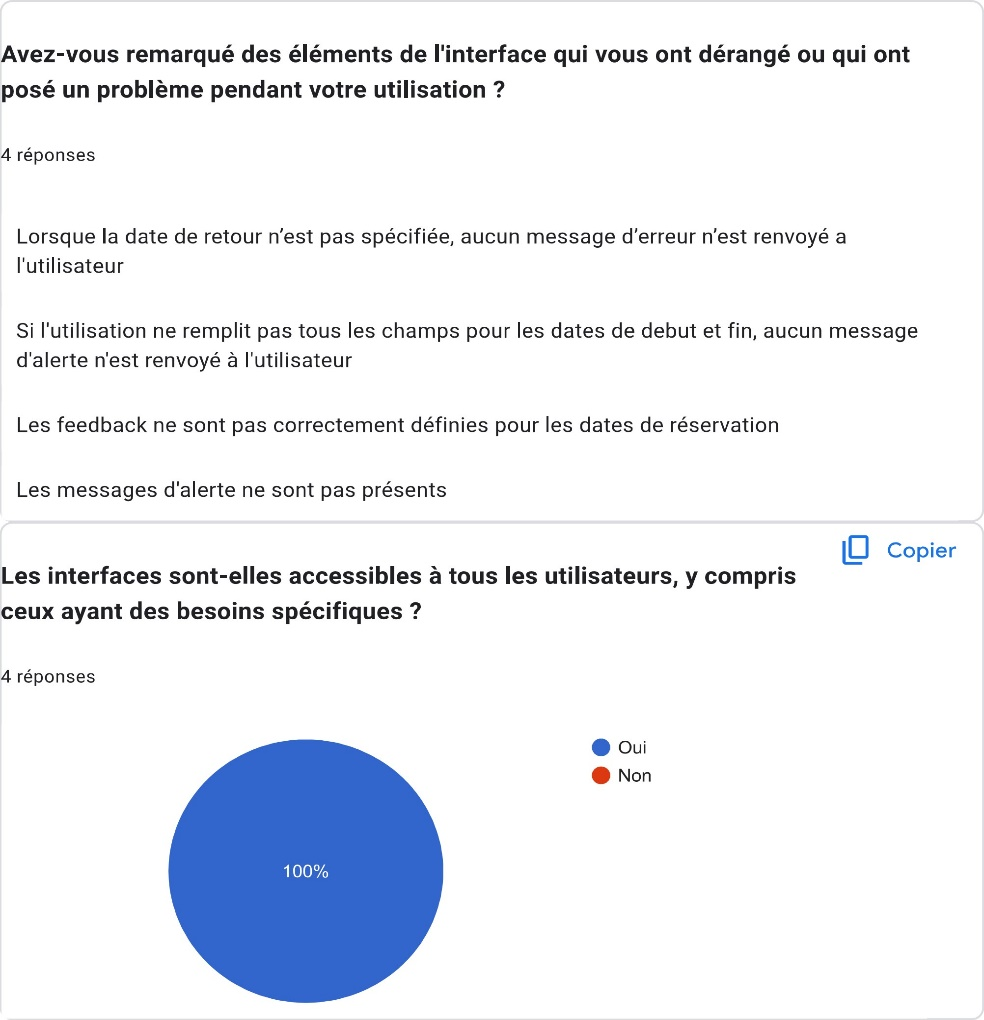 Avez-vous remarqué des éléments de l'interface qui vous ont dérangé ou qui ont
posé un problème pendant votre utilisation ?
4 réponses
Lorsque la date de retour n’est pas spécifiée, aucun message d’erreur n’est renvoyé a
l'utilisateur
Si l'utilisation ne remplit pas tous les champs pour les dates de debut et fin, aucun message
d'alerte n'est renvoyé à l'utilisateur
Les feedback ne sont pas correctement définies pour les dates de réservation
Les messages d'alerte ne sont pas présents
Copier
Les interfaces sont-elles accessibles à tous les utilisateurs, y compris
ceux ayant des besoins spécifiques ?
4 réponses
Oui
Non
100%